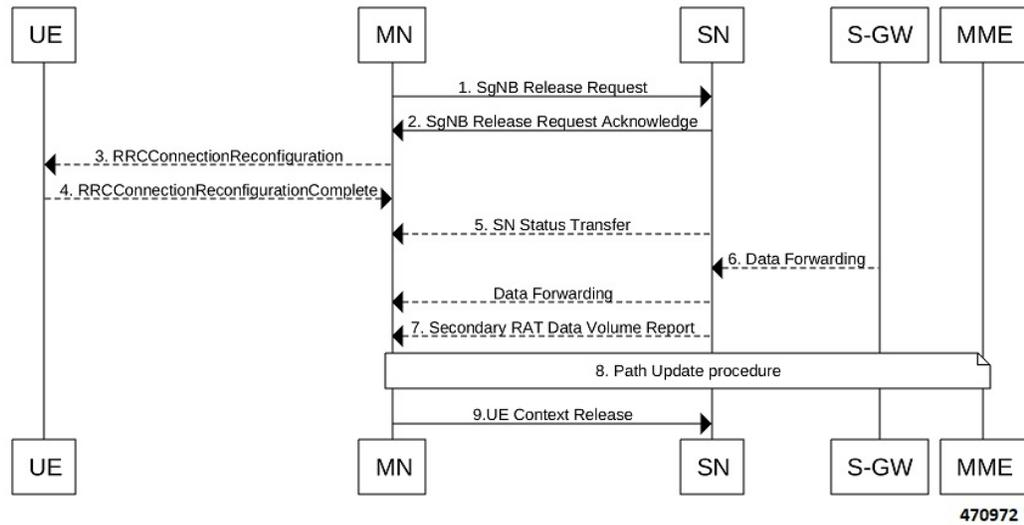 UE MN SN S-GW MME
1. SgNB Release Request
2. SgNB Release Request Acknowledge
3. RRCConnectionReconfiguration
4. RRCConnectionReconfigurationComplete
5. SN Status Transfer
6. Data Forwarding
Data Forwarding
7. Secondary RAT Data Volume Report
8. Path Update procedure
9.UE Context Release
UE MN SN S-GW MME
470972